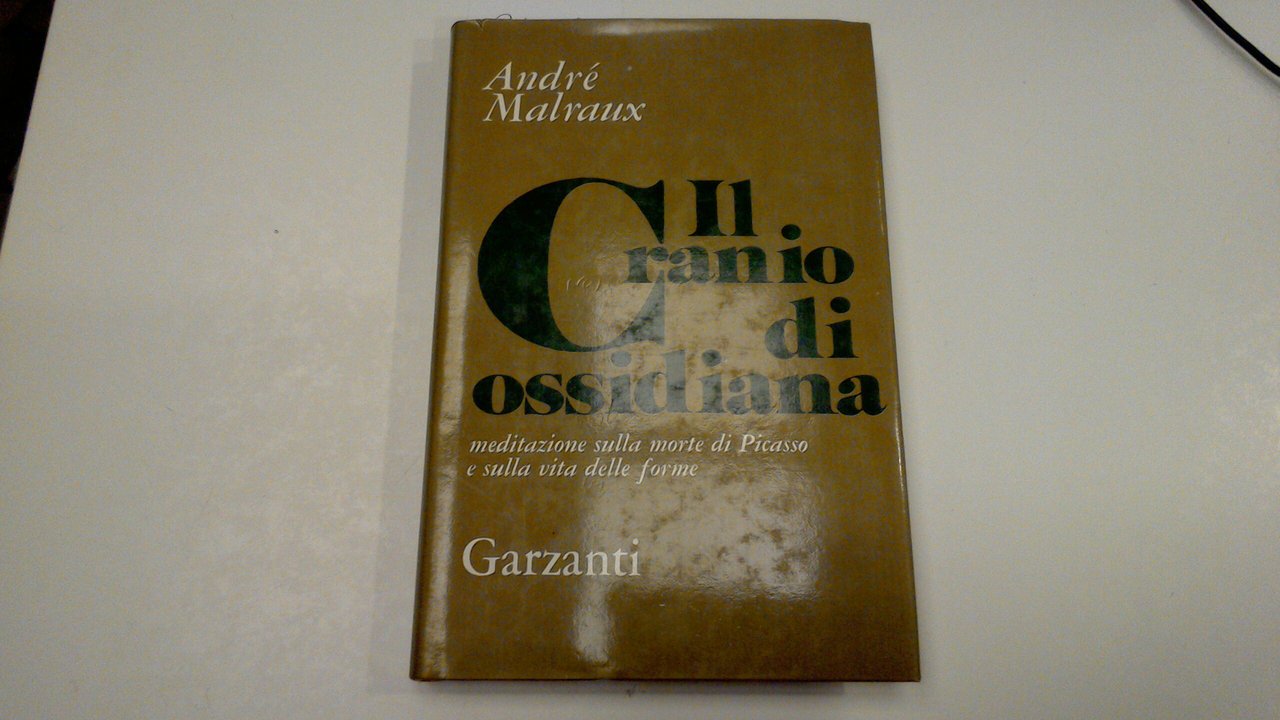 André
Malraux
Il
Cranio
di
ossidiana
meditazione sulla morte di Picasso
e sulla vita delle forme
Garzanti